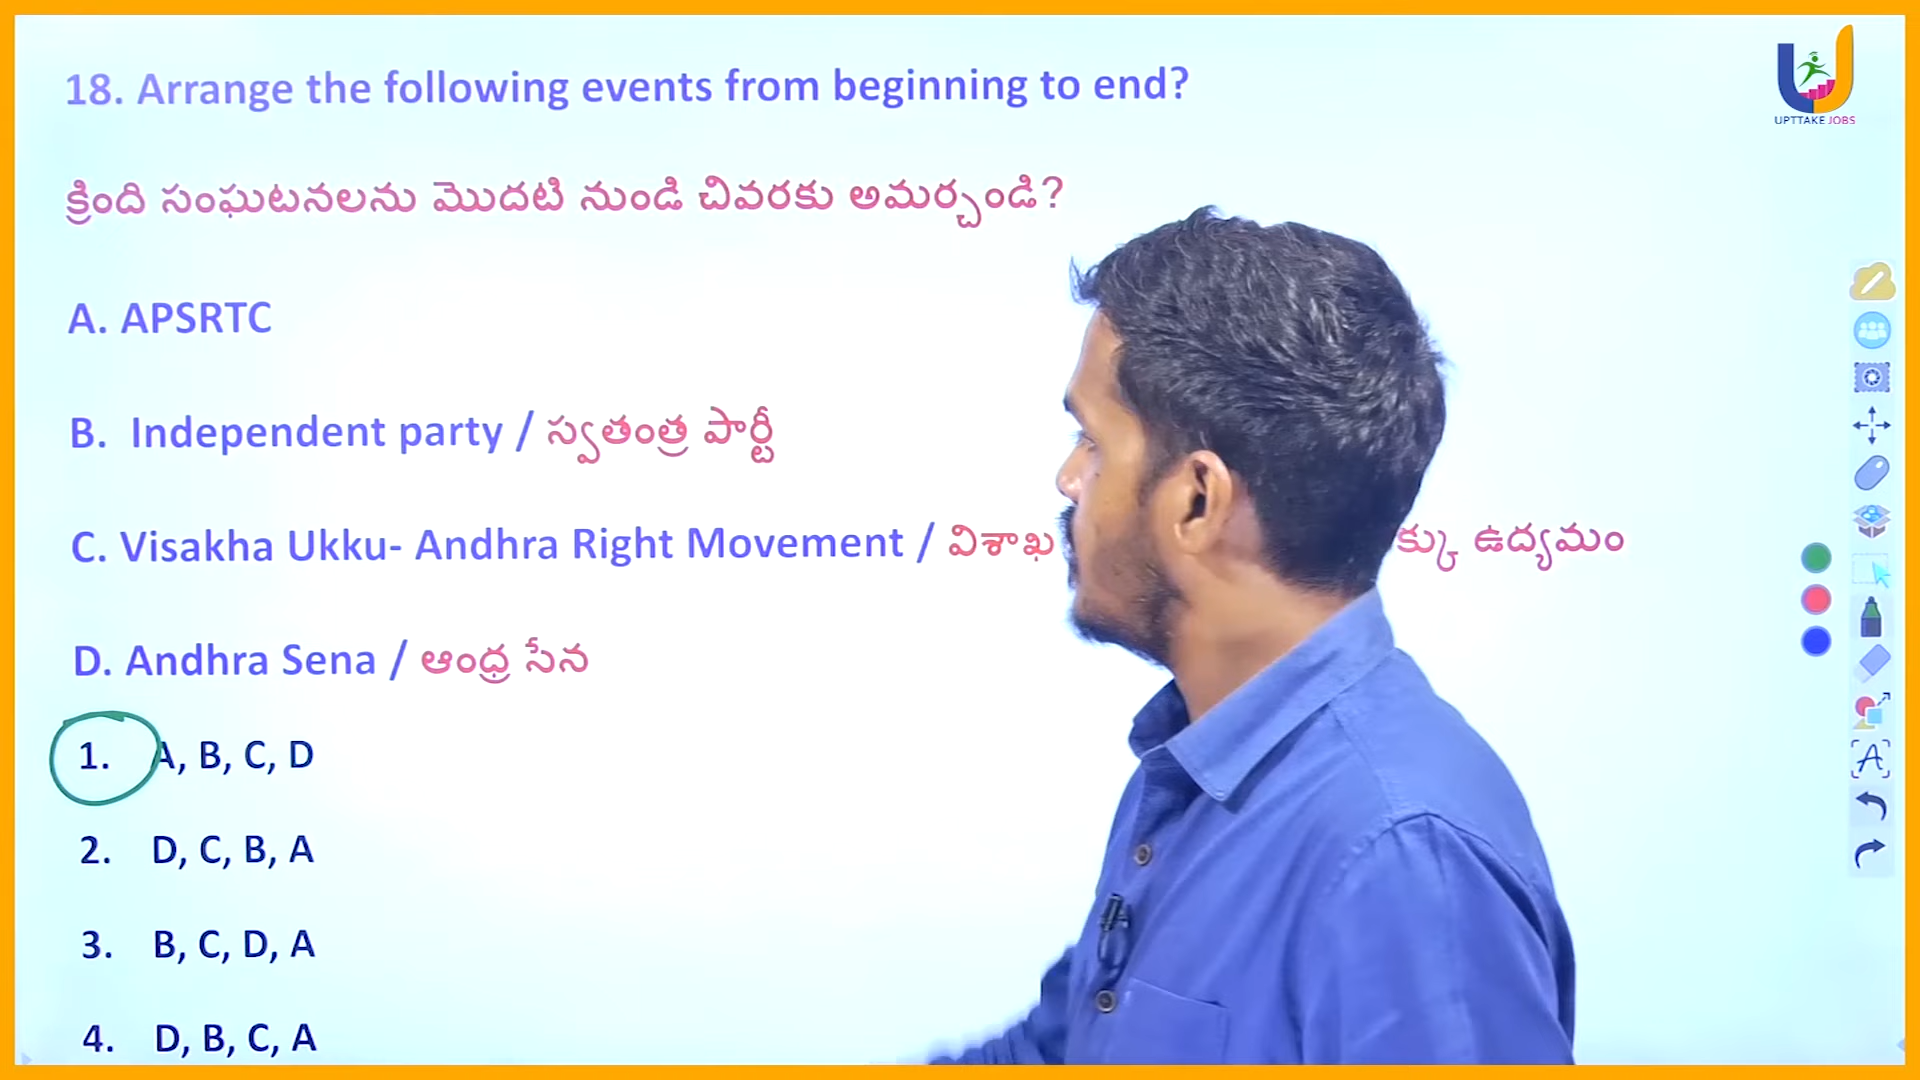 18. Arrange the following events from beginning to end?
UPTTAKE JOBS
క్రింది సంఘటనలను మొదటి నుండి చివరకు అమర్చండి?
A. APSRTC
B. Independent party / స్వతంత్ర పార్టీ
C. Visakha Ukku- Andhra Right Movement / విశాఖ క్కు ఉద్యమం
D. Andhra Sena / ఆంధ్ర సేన
1. A, B, C, D
2. D, C, B, A
3. B, C, D, A
4. D, B, C, A